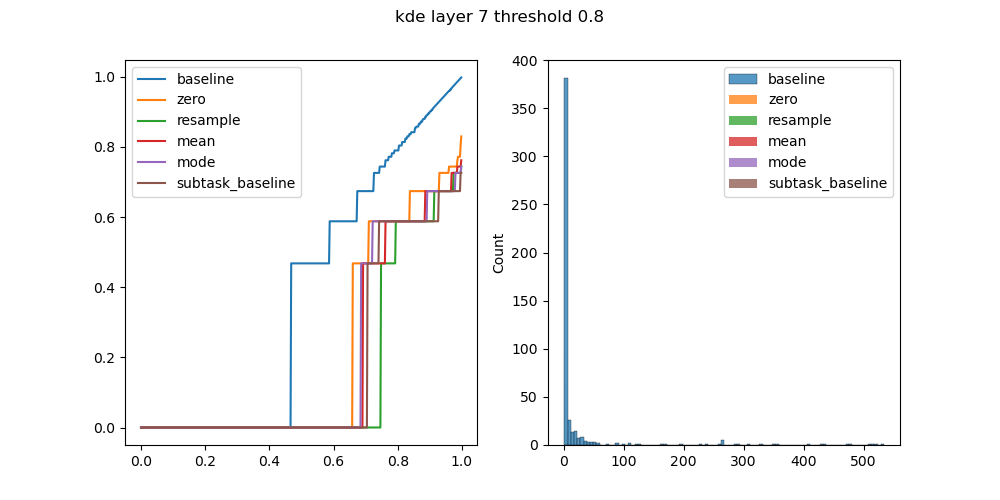 kde layer 7 threshold 0.8
baseline
zero
resample
mean
mode
subtask_baseline
1.0
0.8
0.6
0.4
0.2
0.0
0.0 0.2 0.4 0.6 0.8 1.0
baseline
zero
resample
mean
mode
subtask_baseline
Count
400
350
300
250
200
150
100
50
0
0 100 200 300 400 500